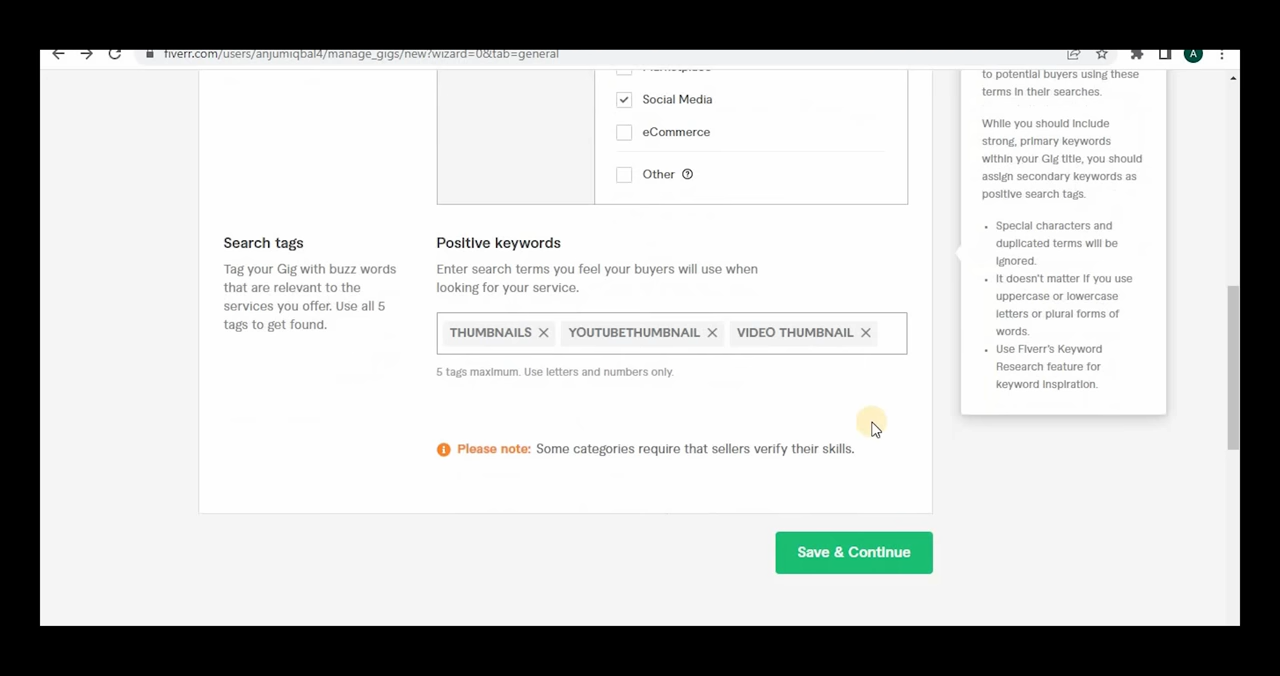 fiverr.com/users/anjumiqbal4/manage_gigs/new?wizard=0&tab=general
A
Marketplace
Social Media
eCommerce
Other
Search tags
Tag your Gig with buzz words
that are relevant to the
services you offer. Use all 5
tags to get found.
Positive keywords
Enter search terms you feel your buyers will use when
looking for your service.
THUMBNAILS YOUTUBETHUMBNAIL VIDEO THUMBNAIL
5 tags maximum. Use letters and numbers only.
Please note: Some categories require that sellers verify their skills.
Save & Continue
to potential buyers using these
terms in their searches.
While you should include
strong, primary keywords
within your Gig title, you should
assign secondary keywords as
positive search tags.
• Special characters and
duplicated terms will be
ignored.
• It doesn't matter if you use
uppercase or lowercase
letters or plural forms of
words.
• Use Fiverr's Keyword
Research feature for
keyword inspiration.